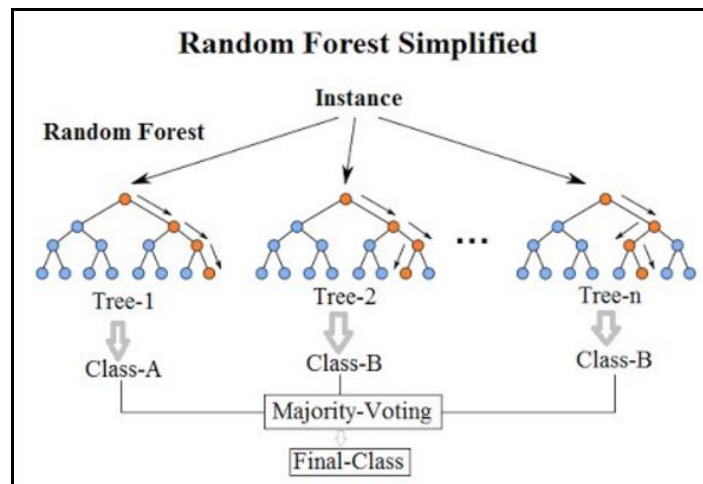 Random Forest Simplified
Instance
Random Forest
...
Tree-1
Tree-2
Tree-n
Class-A
Class-B
Class-B
Majority-Voting
Final-Class